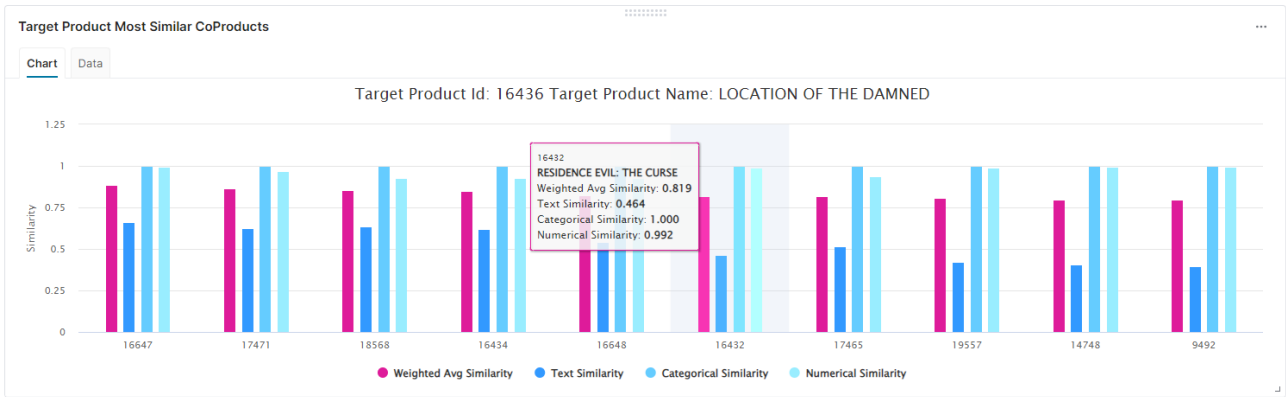 Target Product Most Similar CoProducts
...
Chart Data
Target Product Id: 16436 Target Product Name: LOCATION OF THE DAMNED
1.25
1
0.75
0.5
0.25
0
Similarity
16432
RESIDENCE EVIL: THE CURSE
Weighted Avg Similarity: 0.819
Text Similarity: 0.464
Categorical Similarity: 1.000
Numerical Similarity: 0.992
16647 17471 18568 16434 16648 16432 17465 19557 14748 9492
Weighted Avg Similarity Text Similarity Categorical Similarity Numerical Similarity